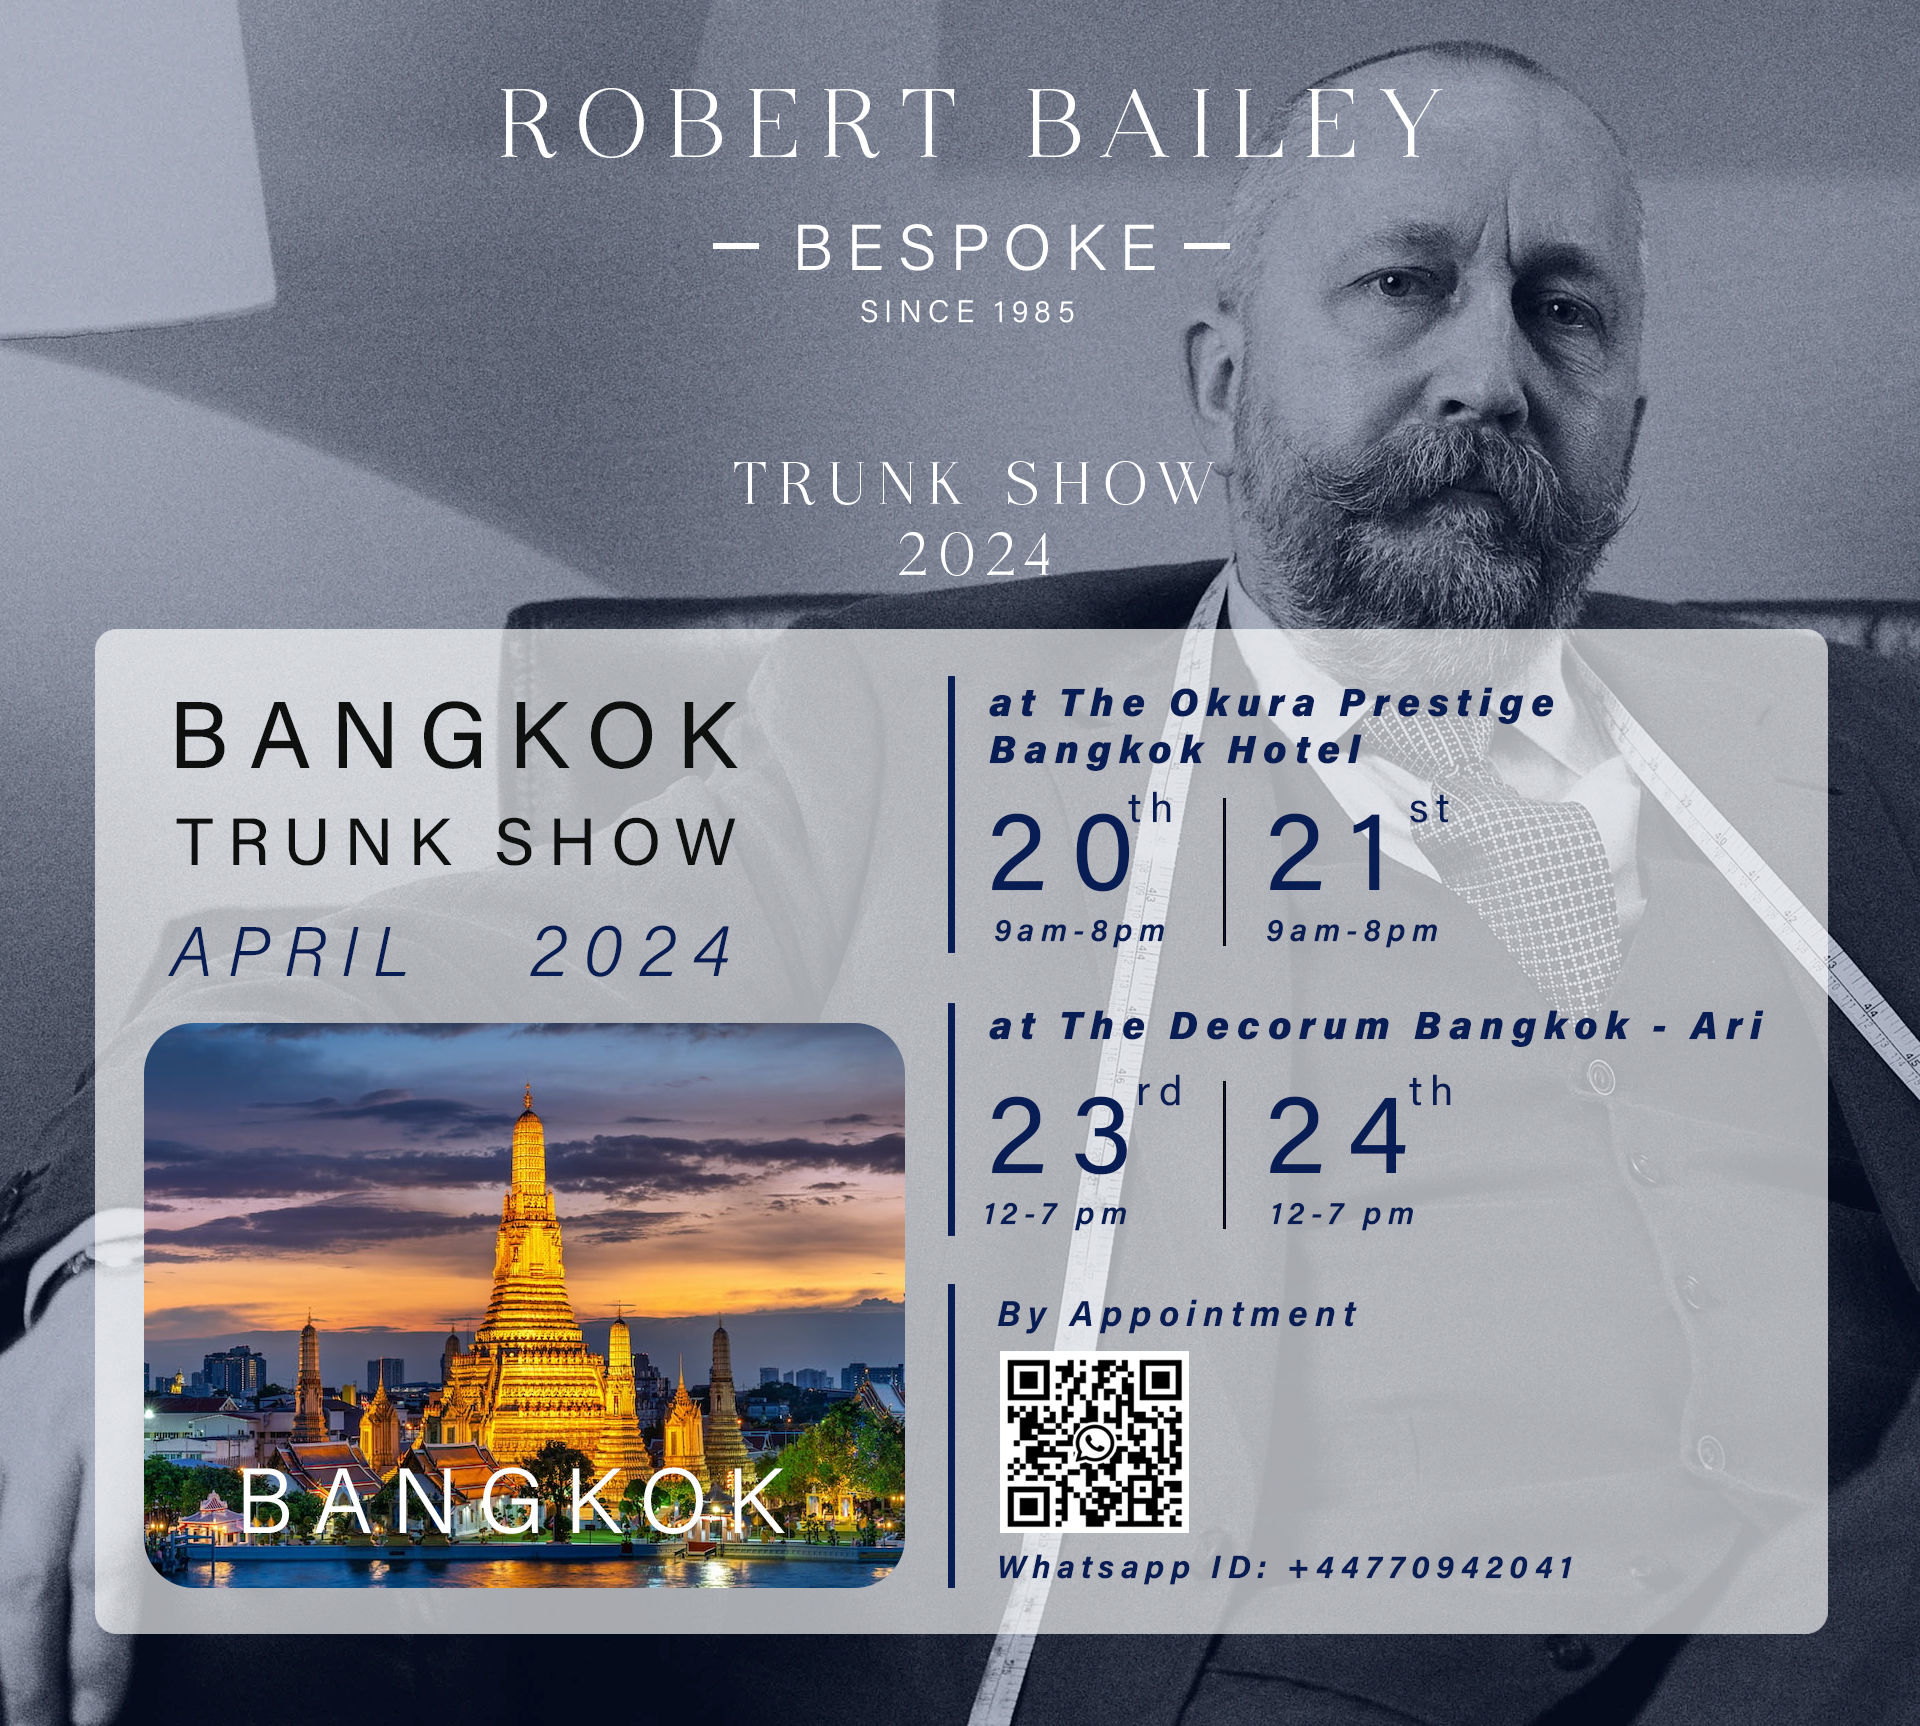 ROBERT BAILEY
— BESPOKE —
SINCE 1985
TRUNK SHOW
2024
BANGKOK
TRUNK SHOW
APRIL 2024
BANGKOK
at The Okura Prestige
Bangkok Hotel
20th | 21st
9am-8pm | 9am-8pm
at The Decorum Bangkok - Ari
23rd | 24th
12-7 pm | 12-7 pm
By Appointment
Whatsapp ID: +44770942041